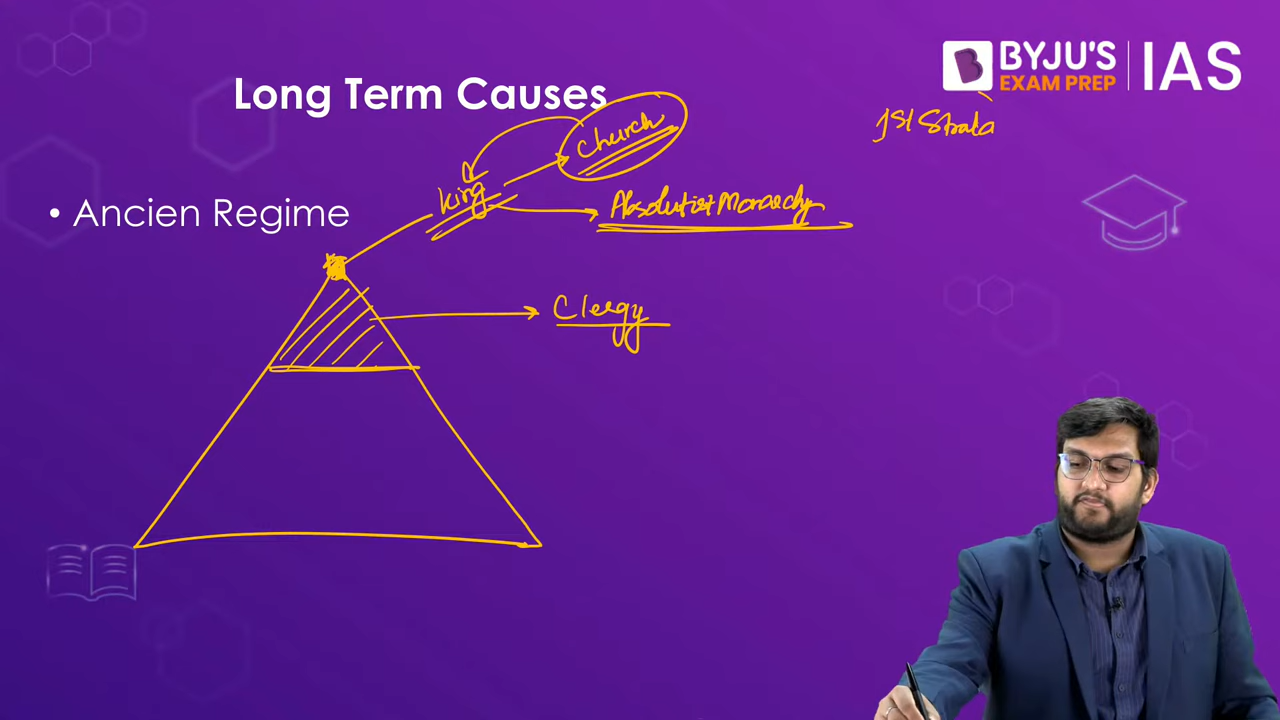 Long Term Causes
BYJU'S
EXAM PREP
IAS
1st Strata
Church
King
Absolutist Monarchy
• Ancien Regime
Clergy